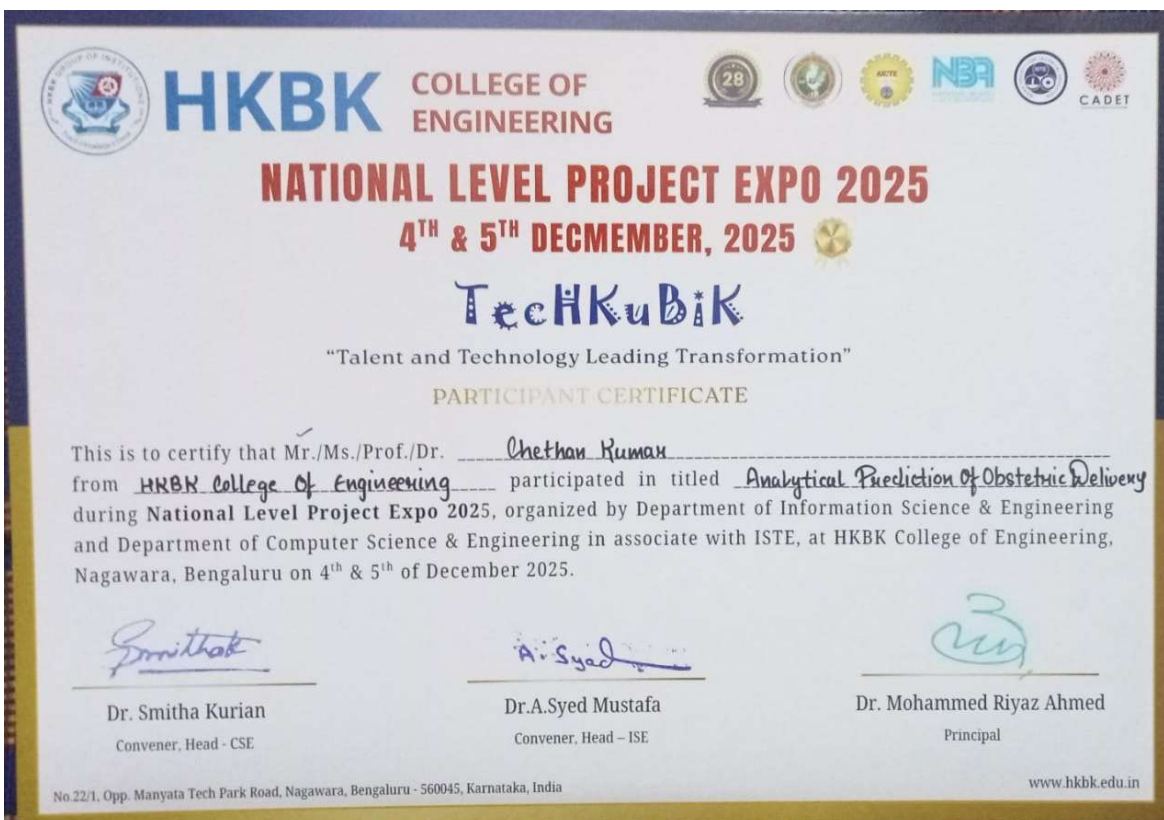 HKBK COLLEGE OF
ENGINEERING
28
AICTE
NBA
CADET
NATIONAL LEVEL PROJECT EXPO 2025
4TH & 5TH DECMEMBER, 2025
TecHKuBiK
“Talent and Technology Leading Transformation”
PARTICIPANT CERTIFICATE
This is to certify that Mr./Ms./Prof./Dr. Chethan Kumar
from HKBK College Of Engineering participated in titled Analytical Prediction Of Obstetric Delivery
during National Level Project Expo 2025, organized by Department of Information Science & Engineering
and Department of Computer Science & Engineering in associate with ISTE, at HKBK College of Engineering,
Nagawara, Bengaluru on 4th & 5th of December 2025.
A. Syed
Dr. Smitha Kurian
Convener, Head - CSE
Dr.A.Syed Mustafa
Convener, Head – ISE
Dr. Mohammed Riyaz Ahmed
Principal
No.22/1, Opp. Manyata Tech Park Road, Nagawara, Bengaluru - 560045, Karnataka, India
www.hkbk.edu.in